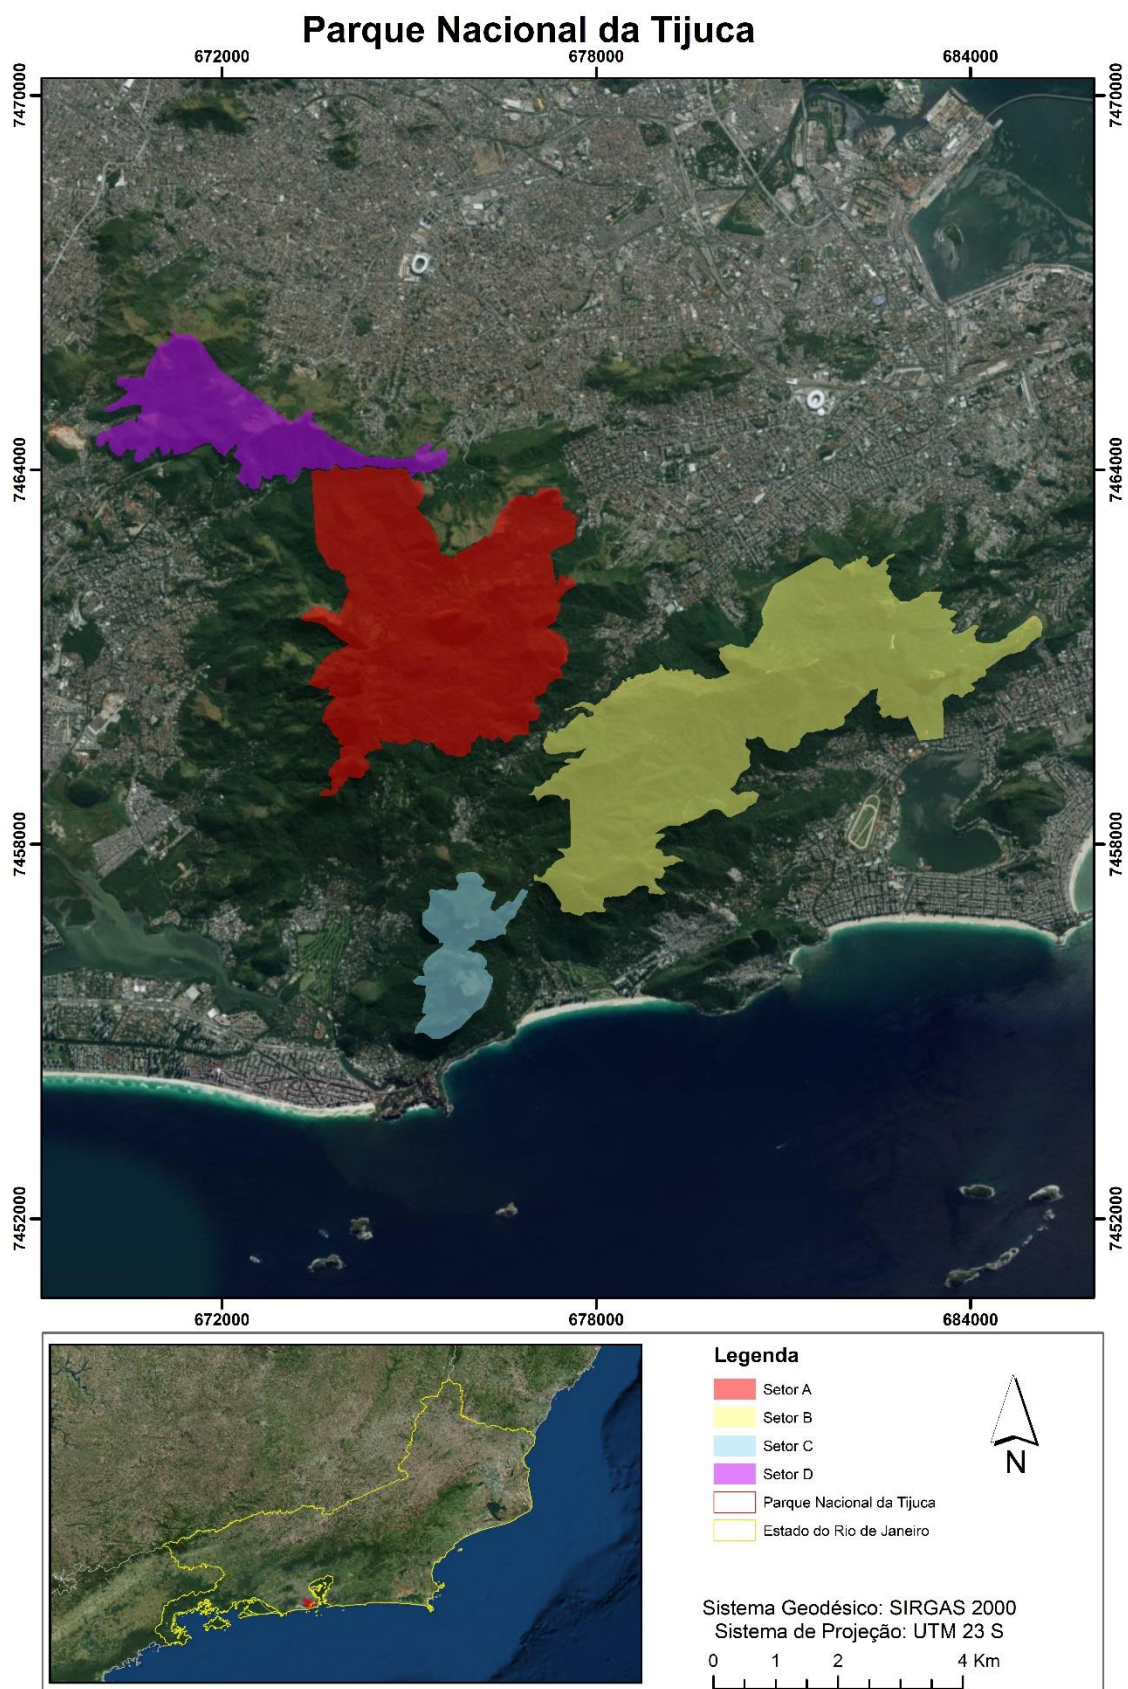 Parque Nacional da Tijuca
672000 678000 684000
7470000 7470000
7464000 7464000
7458000 7458000
7452000 7452000
672000 678000 684000
Legenda
Setor A
Setor B
Setor C
Setor D
Parque Nacional da Tijuca
Estado do Rio de Janeiro
N
Sistema Geodésico: SIRGAS 2000
Sistema de Projeção: UTM 23 S
0 1 2 4 Km